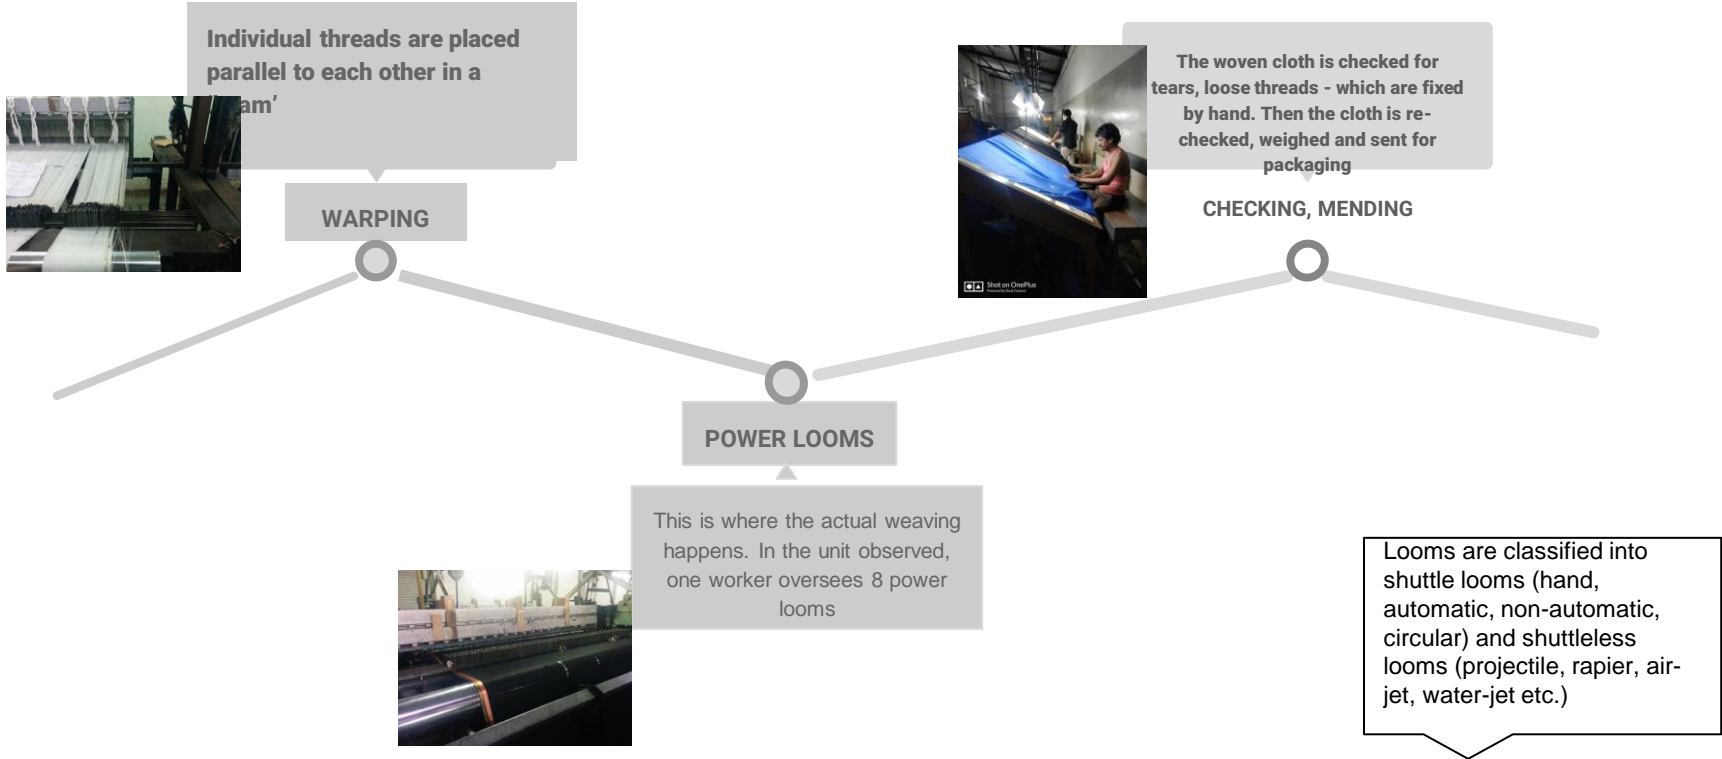 Individual threads are placed
parallel to each other in a
am’
WARPING
The woven cloth is checked for
tears, loose threads - which are fixed
by hand. Then the cloth is re-
checked, weighed and sent for
packaging
CHECKING, MENDING
Shot on OnePlus
POWER LOOMS
This is where the actual weaving
happens. In the unit observed,
one worker oversees 8 power
looms
Looms are classified into
shuttle looms (hand,
automatic, non-automatic,
circular) and shuttleless
looms (projectile, rapier, air-
jet, water-jet etc.)